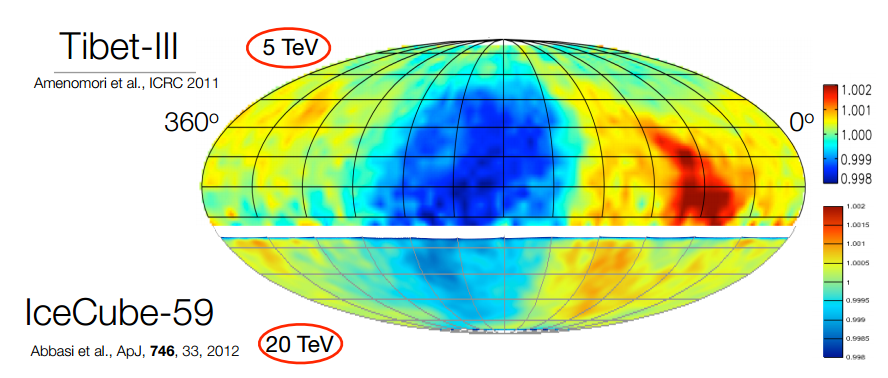 Tibet-III
5 TeV
Amenomori et al., ICRC 2011
360º
0º
1.002
1.001
1.000
0.999
0.998
1.002
1.0015
1.001
1.0005
1
0.9995
0.999
0.9985
0.998
IceCube-59
20 TeV
Abbasi et al., ApJ, 746, 33, 2012